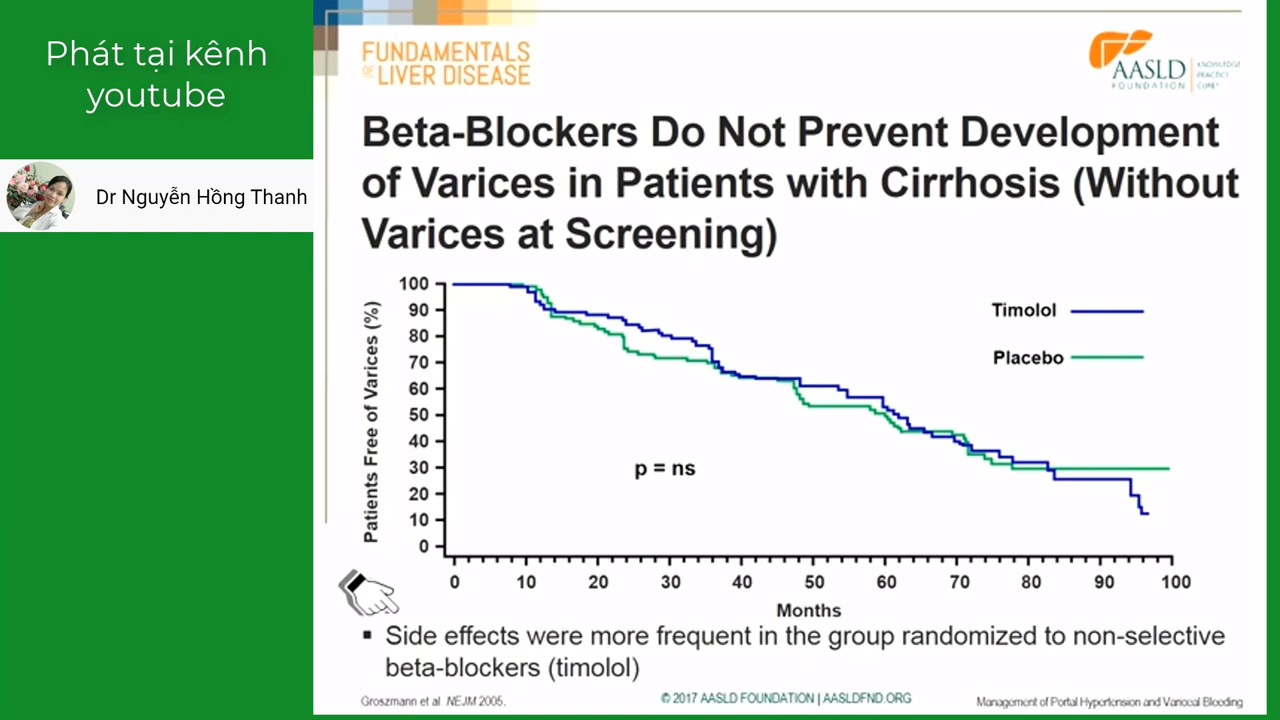 Phát tại kênh
youtube
Dr Nguyễn Hồng Thanh
FUNDAMENTALS
OF LIVER DISEASE
AASLD
FOUNDATION
KNOWLEDGE
PRACTICE
CURE
Beta-Blockers Do Not Prevent Development
of Varices in Patients with Cirrhosis (Without
Varices at Screening)
Patients Free of Varices (%)
100
90
80
70
60
50
40
30
20
10
0
Timolol
Placebo
p = ns
0 10 20 30 40 50 60 70 80 90 100
Months
▪ Side effects were more frequent in the group randomized to non-selective
beta-blockers (timolol)
Groszmann et al. NEJM 2005.
© 2017 AASLD FOUNDATION | AASLDFND.ORG
Management of Portal Hypertension and Variceal Bleeding